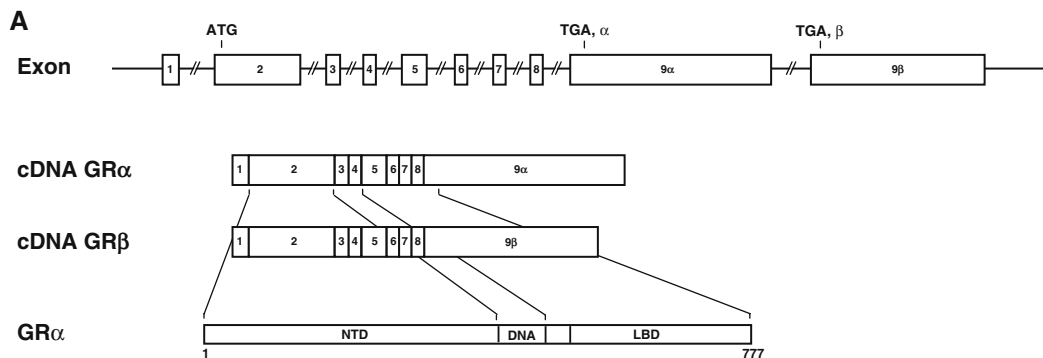 A
ATG TGA, α TGA, β
Exon 1 2 3 4 5 6 7 8 9α 9β
cDNA GRα 1 2 3 4 5 6 7 8 9α
cDNA GRβ 1 2 3 4 5 6 7 8 9β
GRα NTD DNA LBD
1 777